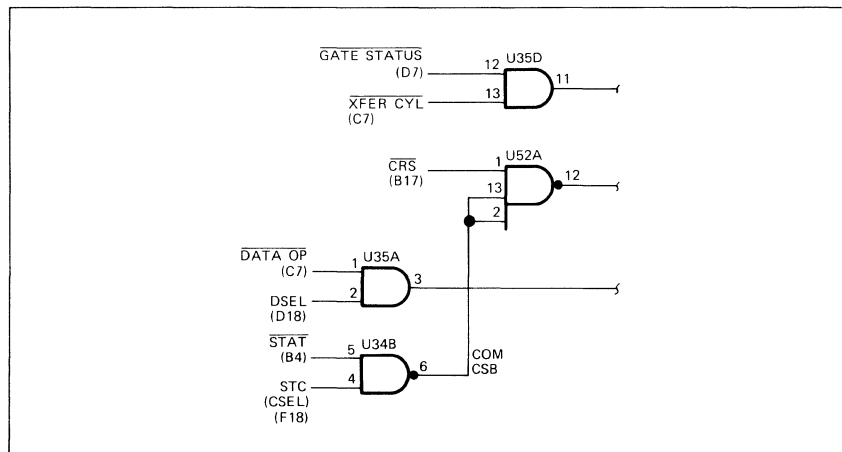 GATE STATUS
(D7)
12
13
U35D
11
XFER CYL
(C7)
CRS
(B17)
1
13
2
U52A
12
DATA OP
(C7)
1
2
U35A
3
DSEL
(D18)
STAT
(B4)
5
4
U34B
6
COM
CSB
STC
(CSEL)
(F18)